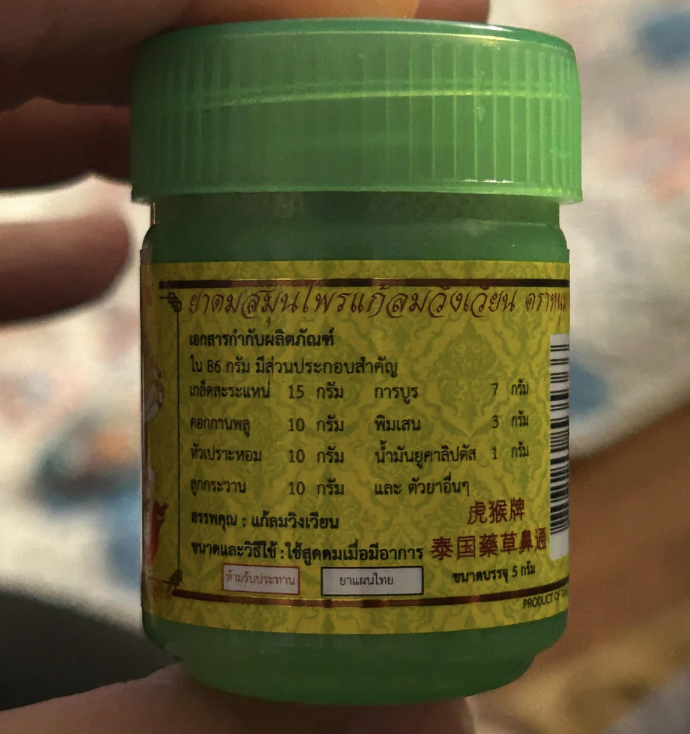 ยาดมสมุนไพรแก้ลมวิงเวียน
เอกสารกำกับผลิตภัณฑ์
ใน 86 กรัม มีส่วนประกอบสำคัญ
เกล็ดสะระแหน่ 15 กรัม การบูร 7 กรัม
ดอกกานพลู 10 กรัม พิมเสน 3 กรัม
หัวเปราะหอม 10 กรัม น้ำมันยูคาลิปตัส 1 กรัม
ลูกกระวาน 10 กรัม และ ตัวยาอื่นๆ
สรรพคุณ : แก้ลมวิงเวียน
虎猴牌
ขนาดและวิธีใช้ : ใช้สูดดมเมื่อมีอาการ
泰国藥草鼻通
ห้ามรับประทาน ยาแผนไทย
ขนาดบรรจุ 5 กรัม
PRODUCT OF